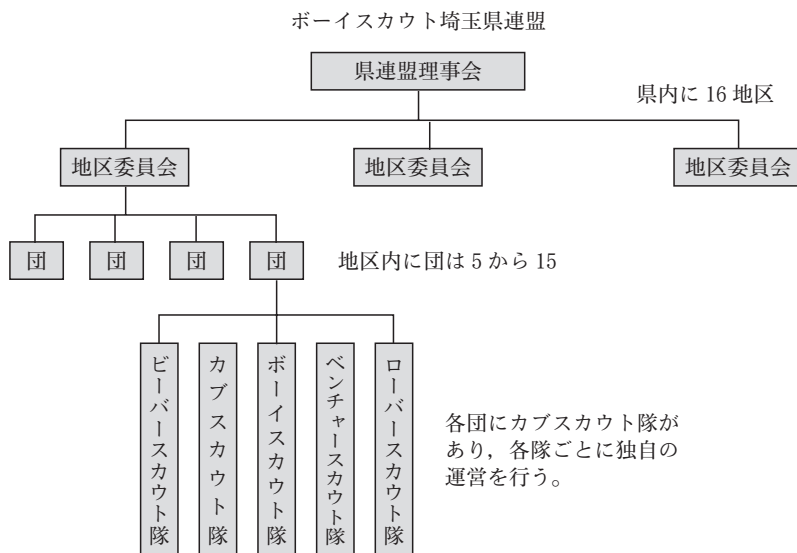 ボーイスカウト埼玉県連盟
県連盟理事会
県内に 16 地区
地区委員会
地区委員会
地区委員会
団
団
団
団
地区内に団は 5 から 15
ビーバースカウト隊
カブスカウト隊
ボーイスカウト隊
ベンチャースカウト隊
ローバースカウト隊
各団にカブスカウト隊が
あり，各隊ごとに独自の
運営を行う。